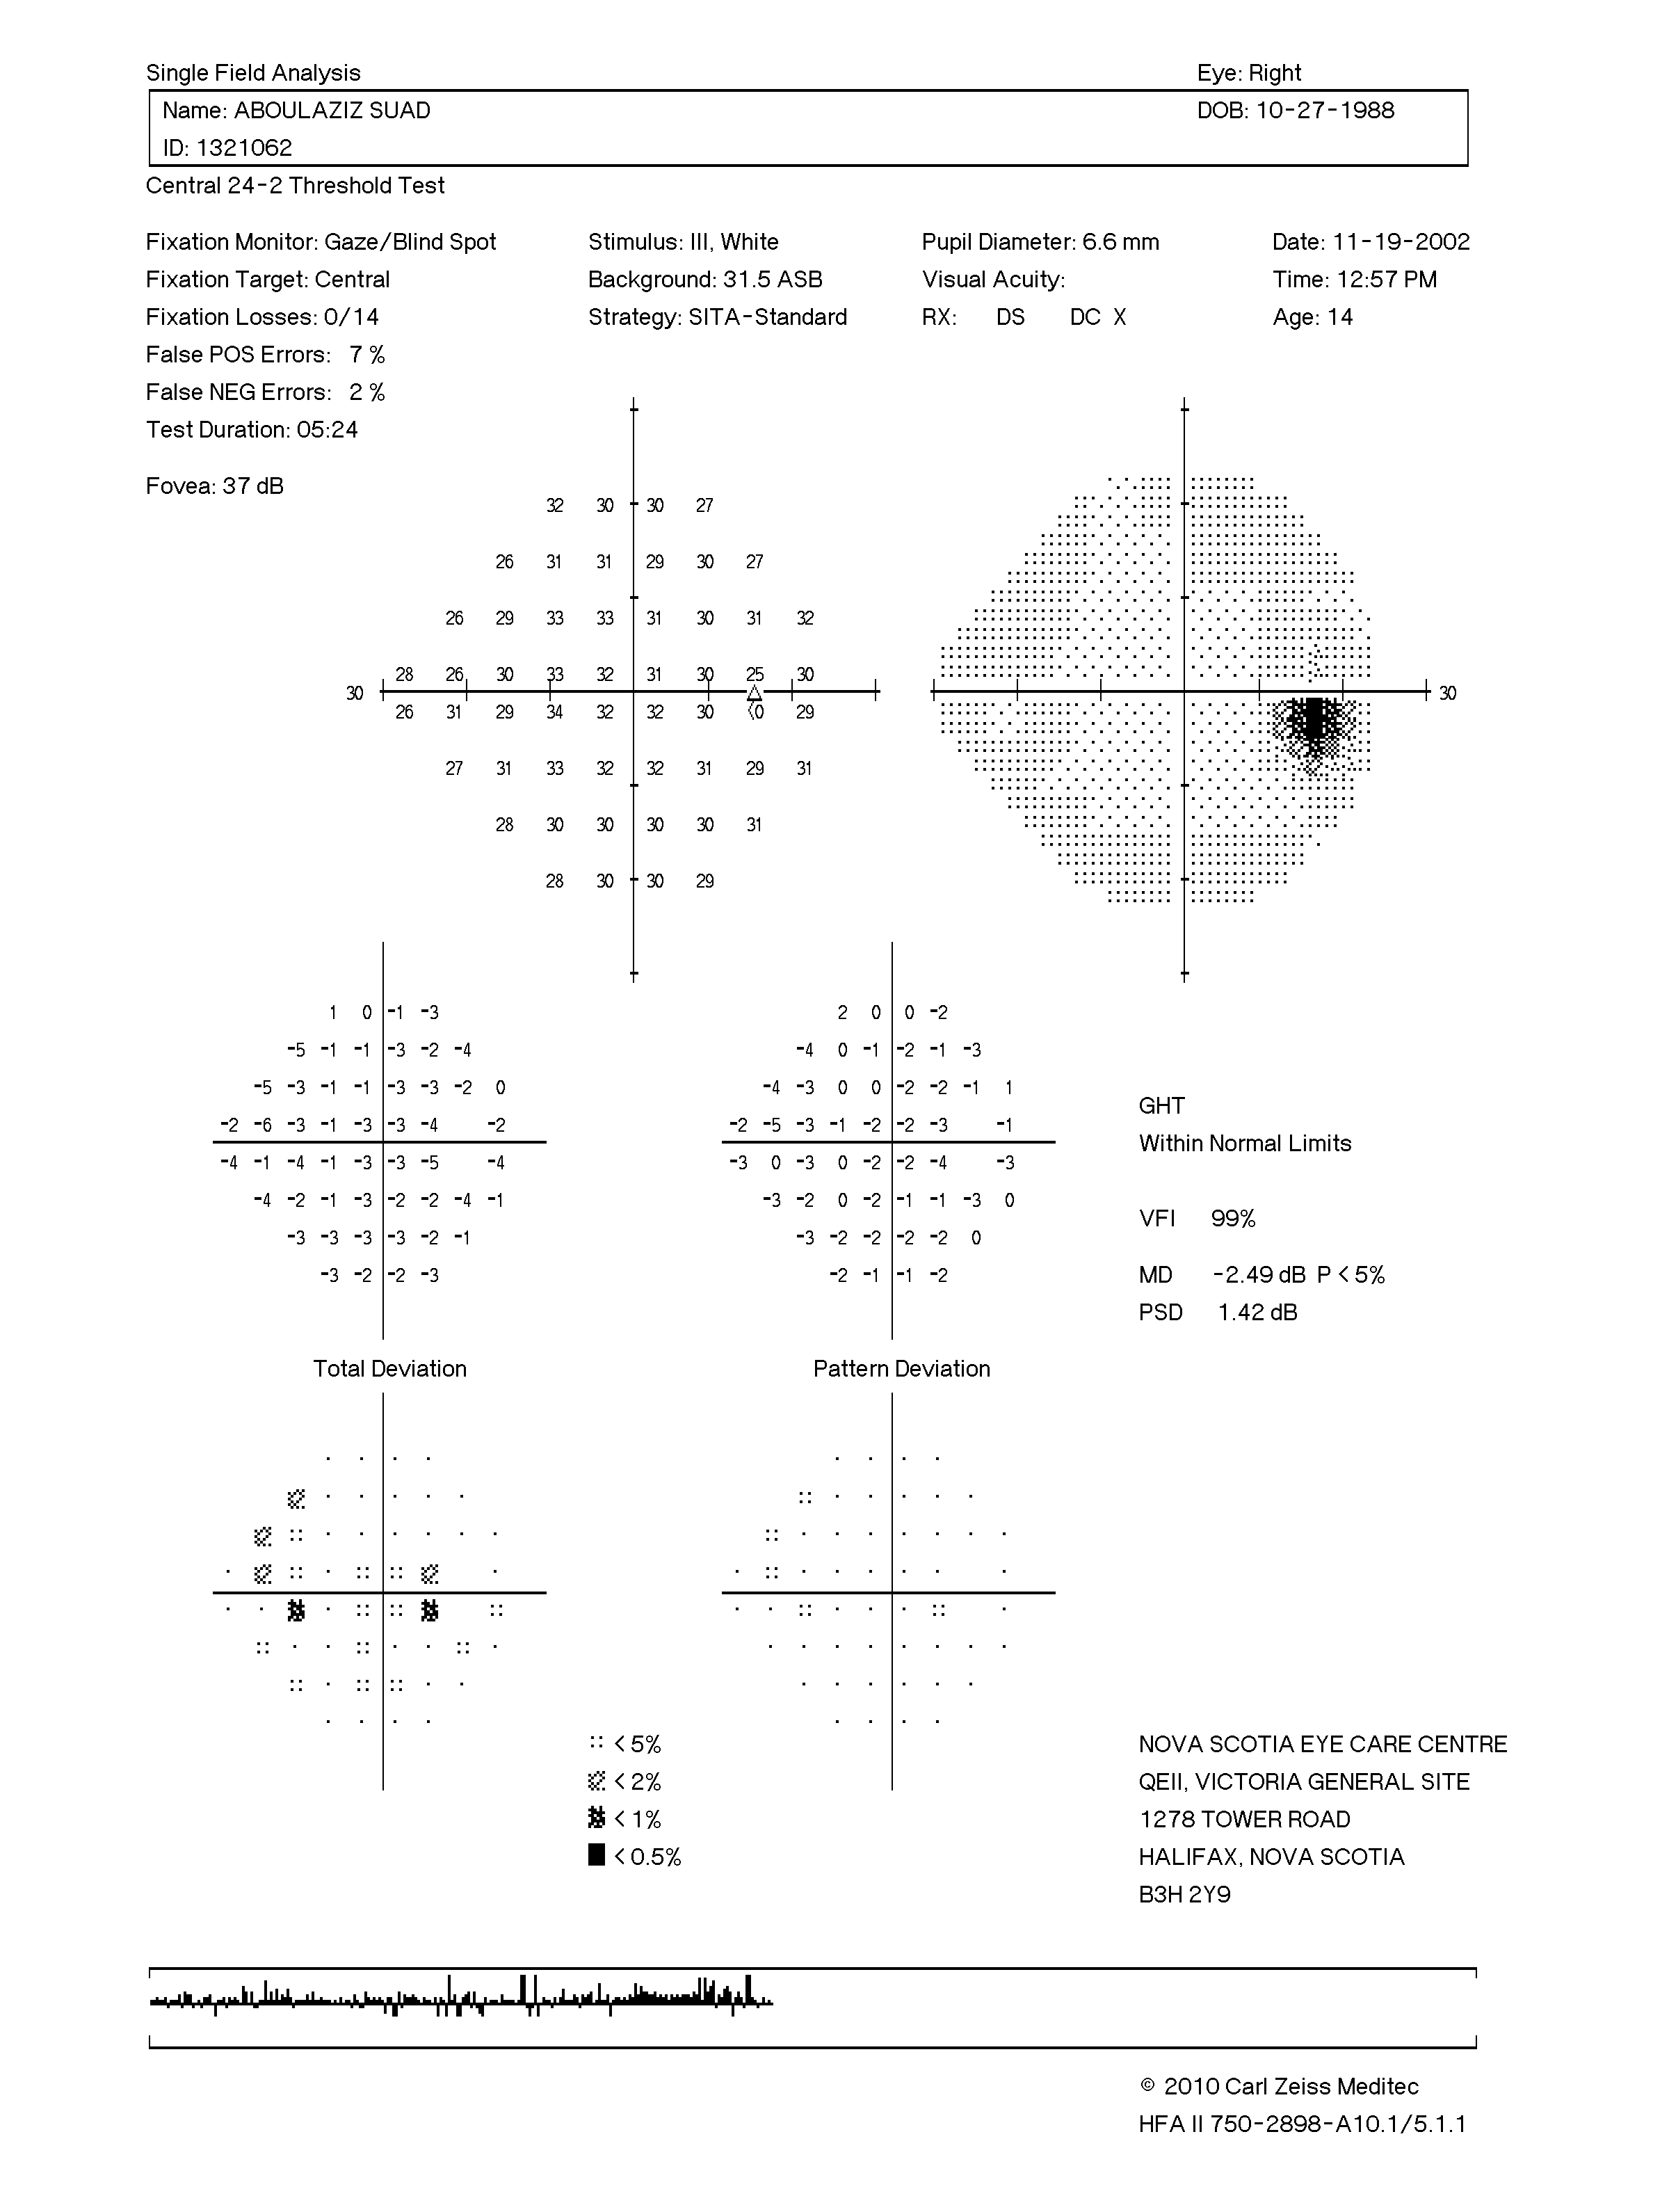 Single Field Analysis Eye: Right
Name: ABOULAZIZ SUAD DOB: 10-27-1988
ID: 1321062
Central 24-2 Threshold Test
Fixation Monitor: Gaze/Blind Spot Stimulus: III, White Pupil Diameter: 6.6 mm Date: 11-19-2002
Fixation Target: Central Background: 31.5 ASB Visual Acuity: Time: 12:57 PM
Fixation Losses: 0/14 Strategy: SITA-Standard RX: DS DC X Age: 14
False POS Errors: 7 %
False NEG Errors: 2 %
Test Duration: 05:24
Fovea: 37 dB
32 30 30 27
26 31 31 29 30 27
26 29 33 33 31 30 31 32
28 26 30 33 32 31 30 25 30
30 30
26 31 29 34 32 32 30 <0 29
27 31 33 32 32 31 29 31
28 30 30 30 30 31
28 30 30 29
1 0 -1 -3 2 0 0 -2
-5 -1 -1 -3 -2 -4 -4 0 -1 -2 -1 -3
-5 -3 -1 -1 -3 -3 -2 0 -4 -3 0 0 -2 -2 -1 1
GHT
-2 -6 -3 -1 -3 -3 -4 -2 -2 -5 -3 -1 -2 -2 -3 -1
Within Normal Limits
-4 -1 -4 -1 -3 -3 -5 -4 -3 0 -3 0 -2 -2 -4 -3
-4 -2 -1 -3 -2 -2 -4 -1 -3 -2 0 -2 -1 -1 -3 0
VFI 99%
-3 -3 -3 -3 -2 -1 -3 -2 -2 -2 -2 0
-3 -2 -2 -3 -2 -1 -1 -2
MD -2.49 dB P < 5%
PSD 1.42 dB
Total Deviation Pattern Deviation
< 5%
< 2%
< 1%
< 0.5%
NOVA SCOTIA EYE CARE CENTRE
QEII, VICTORIA GENERAL SITE
1278 TOWER ROAD
HALIFAX, NOVA SCOTIA
B3H 2Y9
© 2010 Carl Zeiss Meditec
HFA II 750-2898-A10.1/5.1.1